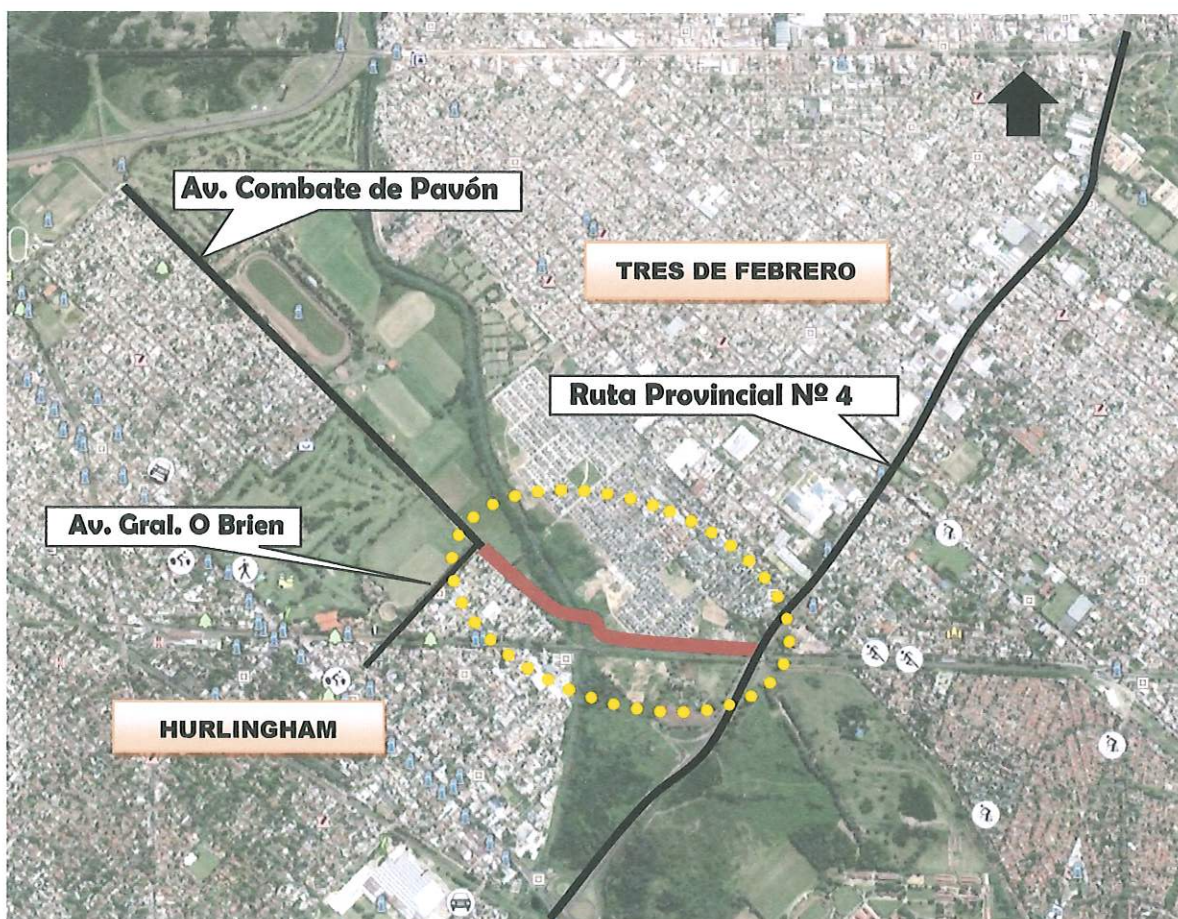 Av. Combate de Pavón
TRES DE FEBRERO
Ruta Provincial Nº 4
Av. Gral. O Brien
HURLINGHAM